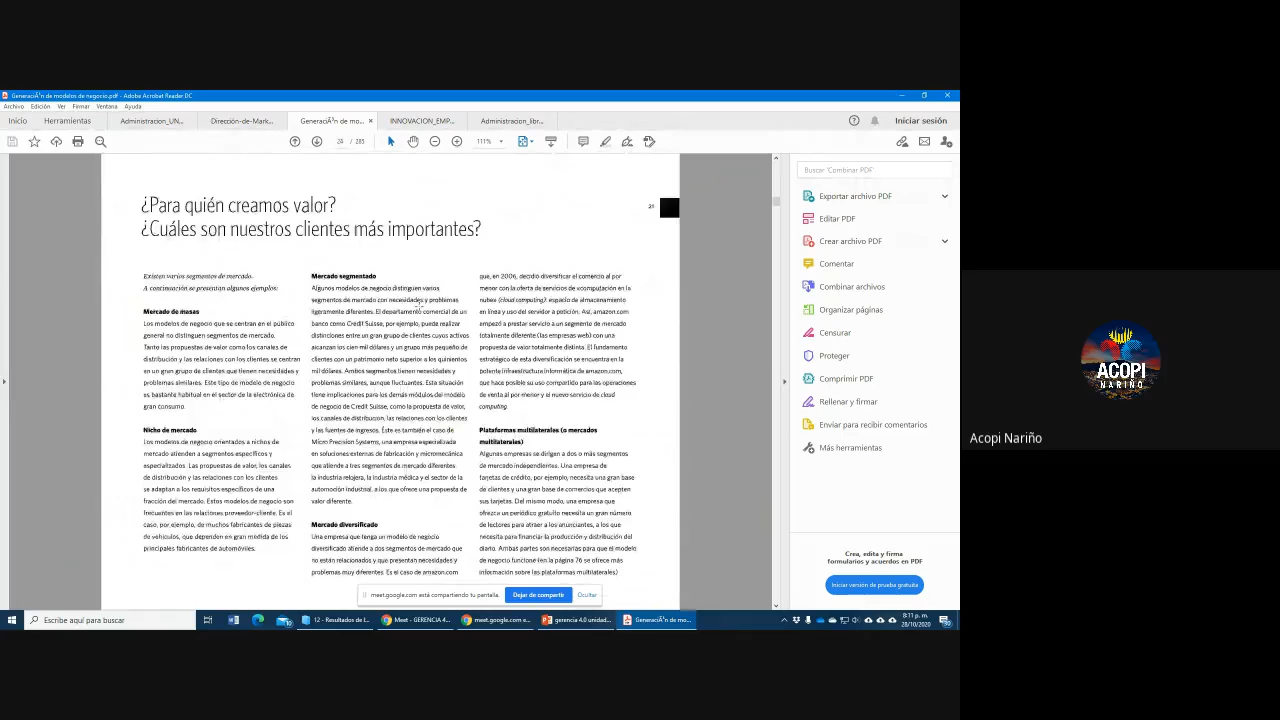 GeneraciÃ³n de modelos de negocio.pdf - Adobe Acrobat Reader DC
Archivo Edición Ver Firmar Ventana Ayuda
Inicio Herramientas Administracion_UN... Dirección-de-Mark... GeneraciÃ³n de mo... × INNOVACION_EMP... Administracion_libr... Iniciar sesión
24 / 285 111%
Buscar 'Combinar PDF'
Exportar archivo PDF
Editar PDF
Crear archivo PDF
Comentar
Combinar archivos
Organizar páginas
Censurar
Proteger
Comprimir PDF
Rellenar y firmar
Enviar para recibir comentarios
Más herramientas
Crea, edita y firma
formularios y acuerdos en PDF
Iniciar versión de prueba gratuita
¿Para quién creamos valor?
¿Cuáles son nuestros clientes más importantes?
21
Existen varios segmentos de mercado.
A continuación se presentan algunos ejemplos:
Mercado de masas
Los modelos de negocio que se centran en el público
general no distinguen segmentos de mercado.
Tanto las propuestas de valor como los canales de
distribución y las relaciones con los clientes se centran
en un gran grupo de clientes que tienen necesidades y
problemas similares. Este tipo de modelo de negocio
es bastante habitual en el sector de la electrónica de
gran consumo.
Nicho de mercado
Los modelos de negocio orientados a nichos de
mercado atienden a segmentos específicos y
especializados. Las propuestas de valor, los canales
de distribución y las relaciones con los clientes
se adaptan a los requisitos específicos de una
fracción del mercado. Estos modelos de negocio son
frecuentes en las relaciones proveedor-cliente. Es el
caso, por ejemplo, de muchos fabricantes de piezas
de vehículos, que dependen en gran medida de los
principales fabricantes de automóviles.
Mercado segmentado
Algunos modelos de negocio distinguen varios
segmentos de mercado con necesidades y problemas
ligeramente diferentes. El departamento comercial de un
banco como Credit Suisse, por ejemplo, puede realizar
distinciones entre un gran grupo de clientes cuyos activos
alcanzan los cien mil dólares y un grupo más pequeño de
clientes con un patrimonio neto superior a los quinientos
mil dólares. Ambos segmentos tienen necesidades y
problemas similares, aunque fluctuantes. Esta situación
tiene implicaciones para los demás módulos del modelo
de negocio de Credit Suisse, como la propuesta de valor,
los canales de distribución, las relaciones con los clientes
y las fuentes de ingresos. Éste es también el caso de
Micro Precision Systems, una empresa especializada
en soluciones externas de fabricación y micromecánica
que atiende a tres segmentos de mercado diferentes
la industria relojera, la industria médica y el sector de la
automoción industrial, a los que ofrece una propuesta de
valor diferente.
Mercado diversificado
Una empresa que tenga un modelo de negocio
diversificado atiende a dos segmentos de mercado que
no están relacionados y que presentan necesidades y
problemas muy diferentes. Es el caso de amazon.com
que, en 2006, decidió diversificar el comercio al por
menor con la oferta de servicios de «computación en la
nube» (cloud computing): espacio de almacenamiento
en línea y uso del servidor a petición. Así, amazon.com
empezó a prestar servicio a un segmento de mercado
totalmente diferente (las empresas web) con una
propuesta de valor totalmente distinta. El fundamento
estratégico de esta diversificación se encuentra en la
potente infraestructura informática de amazon.com,
que hace posible su uso compartido para las operaciones
de venta al por menor y el nuevo servicio de cloud
computing.
Plataformas multilaterales (o mercados
multilaterales)
Algunas empresas se dirigen a dos o más segmentos
de mercado independientes. Una empresa de
tarjetas de crédito, por ejemplo, necesita una gran base
de clientes y una gran base de comercios que acepten
sus tarjetas. Del mismo modo, una empresa que
ofrezca un periódico gratuito necesita un gran número
de lectores para atraer a los anunciantes, a los que
necesita para financiar la producción y distribución del
diario. Ambas partes son necesarias para que el modelo
de negocio funcione (en la página 76 se ofrece más
información sobre las plataformas multilaterales)
meet.google.com está compartiendo tu pantalla. Dejar de compartir Ocultar
Escribe aquí para buscar 12 - Resultados de I... Meet - GERENCIA 4... meet.google.com e... gerencia 4.0 unidad... GeneraciÃ³n de mo...
8:11 p. m.
28/10/2020
ACOPI
NARIÑO
Acopi Nariño